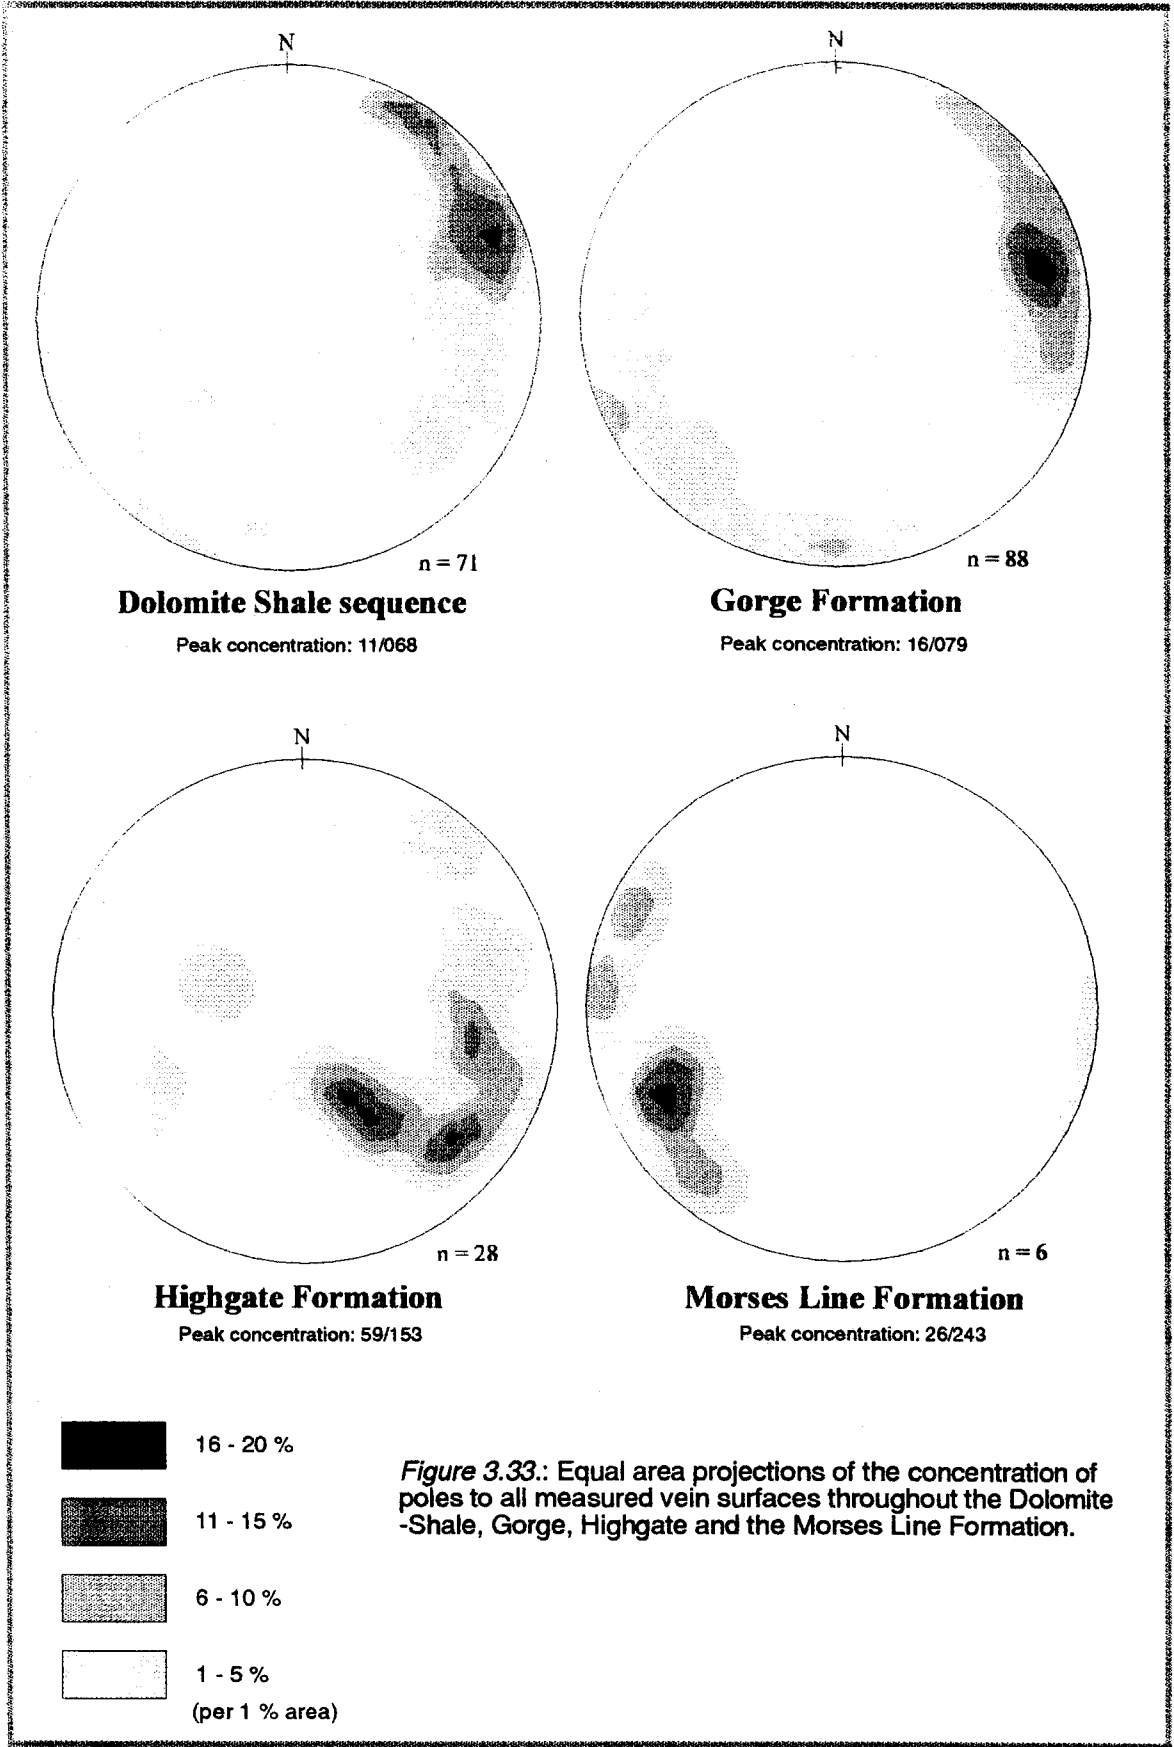 N
N
n = 71
n = 88
Dolomite Shale sequence
Gorge Formation
Peak concentration: 11/068
Peak concentration: 16/079
N
N
n = 28
n = 6
Highgate Formation
Morses Line Formation
Peak concentration: 59/153
Peak concentration: 26/243
16 - 20 %
11 - 15 %
6 - 10 %
1 - 5 %
(per 1 % area)
Figure 3.33.: Equal area projections of the concentration of
poles to all measured vein surfaces throughout the Dolomite
-Shale, Gorge, Highgate and the Morses Line Formation.